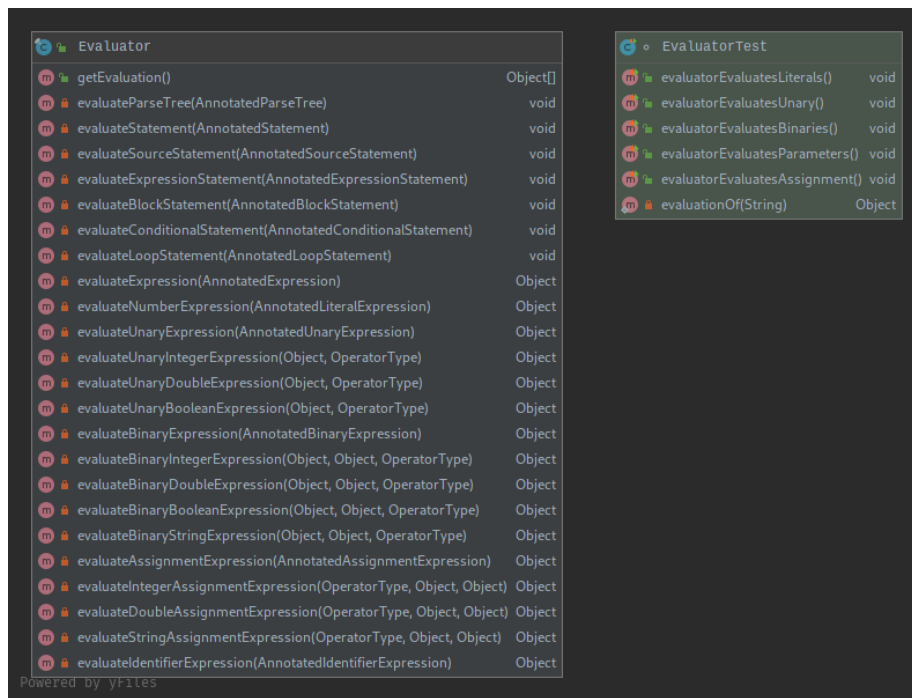 Evaluator
getEvaluation() Object[]
evaluateParseTree(AnnotatedParseTree) void
evaluateStatement(AnnotatedStatement) void
evaluateSourceStatement(AnnotatedSourceStatement) void
evaluateExpressionStatement(AnnotatedExpressionStatement) void
evaluateBlockStatement(AnnotatedBlockStatement) void
evaluateConditionalStatement(AnnotatedConditionalStatement) void
evaluateLoopStatement(AnnotatedLoopStatement) void
evaluateExpression(AnnotatedExpression) Object
evaluateNumberExpression(AnnotatedLiteralExpression) Object
evaluateUnaryExpression(AnnotatedUnaryExpression) Object
evaluateUnaryIntegerExpression(Object, OperatorType) Object
evaluateUnaryDoubleExpression(Object, OperatorType) Object
evaluateUnaryBooleanExpression(Object, OperatorType) Object
evaluateBinaryExpression(AnnotatedBinaryExpression) Object
evaluateBinaryIntegerExpression(Object, Object, OperatorType) Object
evaluateBinaryDoubleExpression(Object, Object, OperatorType) Object
evaluateBinaryBooleanExpression(Object, Object, OperatorType) Object
evaluateBinaryStringExpression(Object, Object, OperatorType) Object
evaluateAssignmentExpression(AnnotatedAssignmentExpression) Object
evaluateIntegerAssignmentExpression(OperatorType, Object, Object) Object
evaluateDoubleAssignmentExpression(OperatorType, Object, Object) Object
evaluateStringAssignmentExpression(OperatorType, Object, Object) Object
evaluateIdentifierExpression(AnnotatedIdentifierExpression) Object
EvaluatorTest
evaluatorEvaluatesLiterals() void
evaluatorEvaluatesUnary() void
evaluatorEvaluatesBinaries() void
evaluatorEvaluatesParameters() void
evaluatorEvaluatesAssignment() void
evaluationOf(String) Object
Powered by yFiles